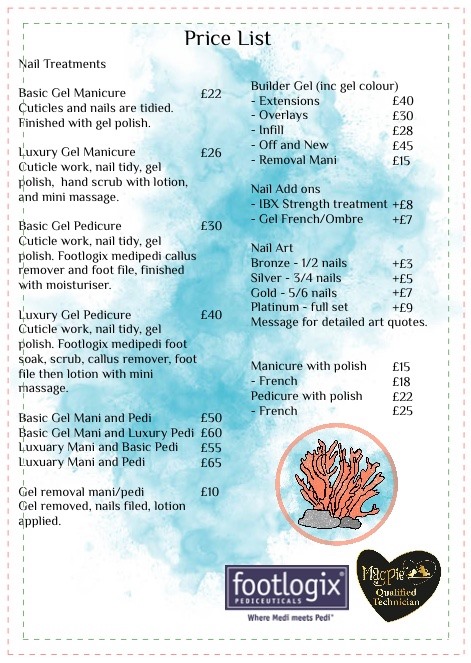 Price List
Nail Treatments
Basic Gel Manicure £22
Cuticles and nails are tidied.
Finished with gel polish.
Luxury Gel Manicure £26
Cuticle work, nail tidy, gel
polish, hand scrub with lotion,
and mini massage.
Basic Gel Pedicure £30
Cuticle work, nail tidy, gel
polish. Footlogix medipedi callus
remover and foot file, finished
with moisturiser.
Luxury Gel Pedicure £40
Cuticle work, nail tidy, gel
polish. Footlogix medipedi foot
soak, scrub, callus remover, foot
file then lotion with mini
massage.
Basic Gel Mani and Pedi £50
Basic Gel Mani and Luxury Pedi £60
Luxuary Mani and Basic Pedi £55
Luxuary Mani and Pedi £65
Gel removal mani/pedi £10
Gel removed, nails filed, lotion
applied.
Builder Gel (inc gel colour)
- Extensions £40
- Overlays £30
- Infill £28
- Off and New £45
- Removal Mani £15
Nail Add ons
- IBX Strength treatment +£8
- Gel French/Ombre +£7
Nail Art
Bronze - 1/2 nails +£3
Silver - 3/4 nails +£5
Gold - 5/6 nails +£7
Platinum - full set +£9
Message for detailed art quotes.
Manicure with polish £15
- French £18
Pedicure with polish £22
- French £25
footlogix®
PEDICEUTICALS
Where Medi meets Pedi™
Magpie
Qualified
Technician